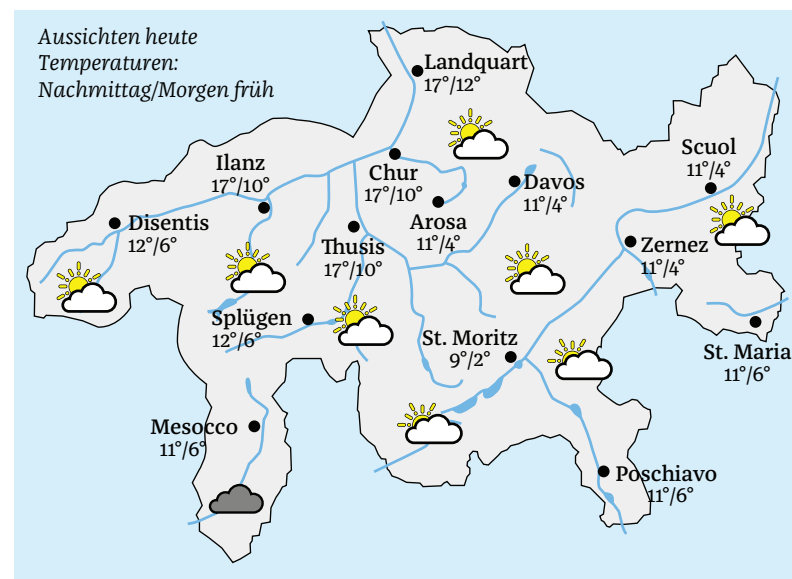 Aussichten heute
Temperaturen:
Nachmittag/Morgen früh
Landquart
17°/12°
Ilanz
17°/10°
Chur
17°/10°
Scuol
11°/4°
Davos
11°/4°
Disentis
12°/6°
Arosa
11°/4°
Thusis
17°/10°
Zernez
11°/4°
Splügen
12°/6°
St. Moritz
9°/2°
St. Maria
11°/6°
Mesocco
11°/6°
Poschiavo
11°/6°